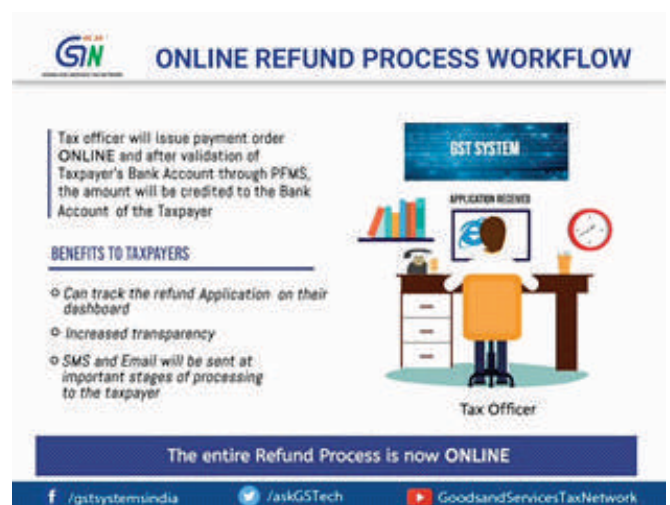 GSTN
ONLINE REFUND PROCESS WORKFLOW
Tax officer will issue payment order
ONLINE and after validation of
Taxpayer's Bank Account through PFMS,
the amount will be credited to the Bank
Account of the Taxpayer
BENEFITS TO TAXPAYERS
Can track the refund Application on their
dashboard
Increased transparency
SMS and Email will be sent at
important stages of processing
to the taxpayer
GST SYSTEM
APPLICATION RECEIVED
Tax Officer
The entire Refund Process is now ONLINE
/gstsystemsindia
/askGSTech
GoodsandServicesTaxNetwork